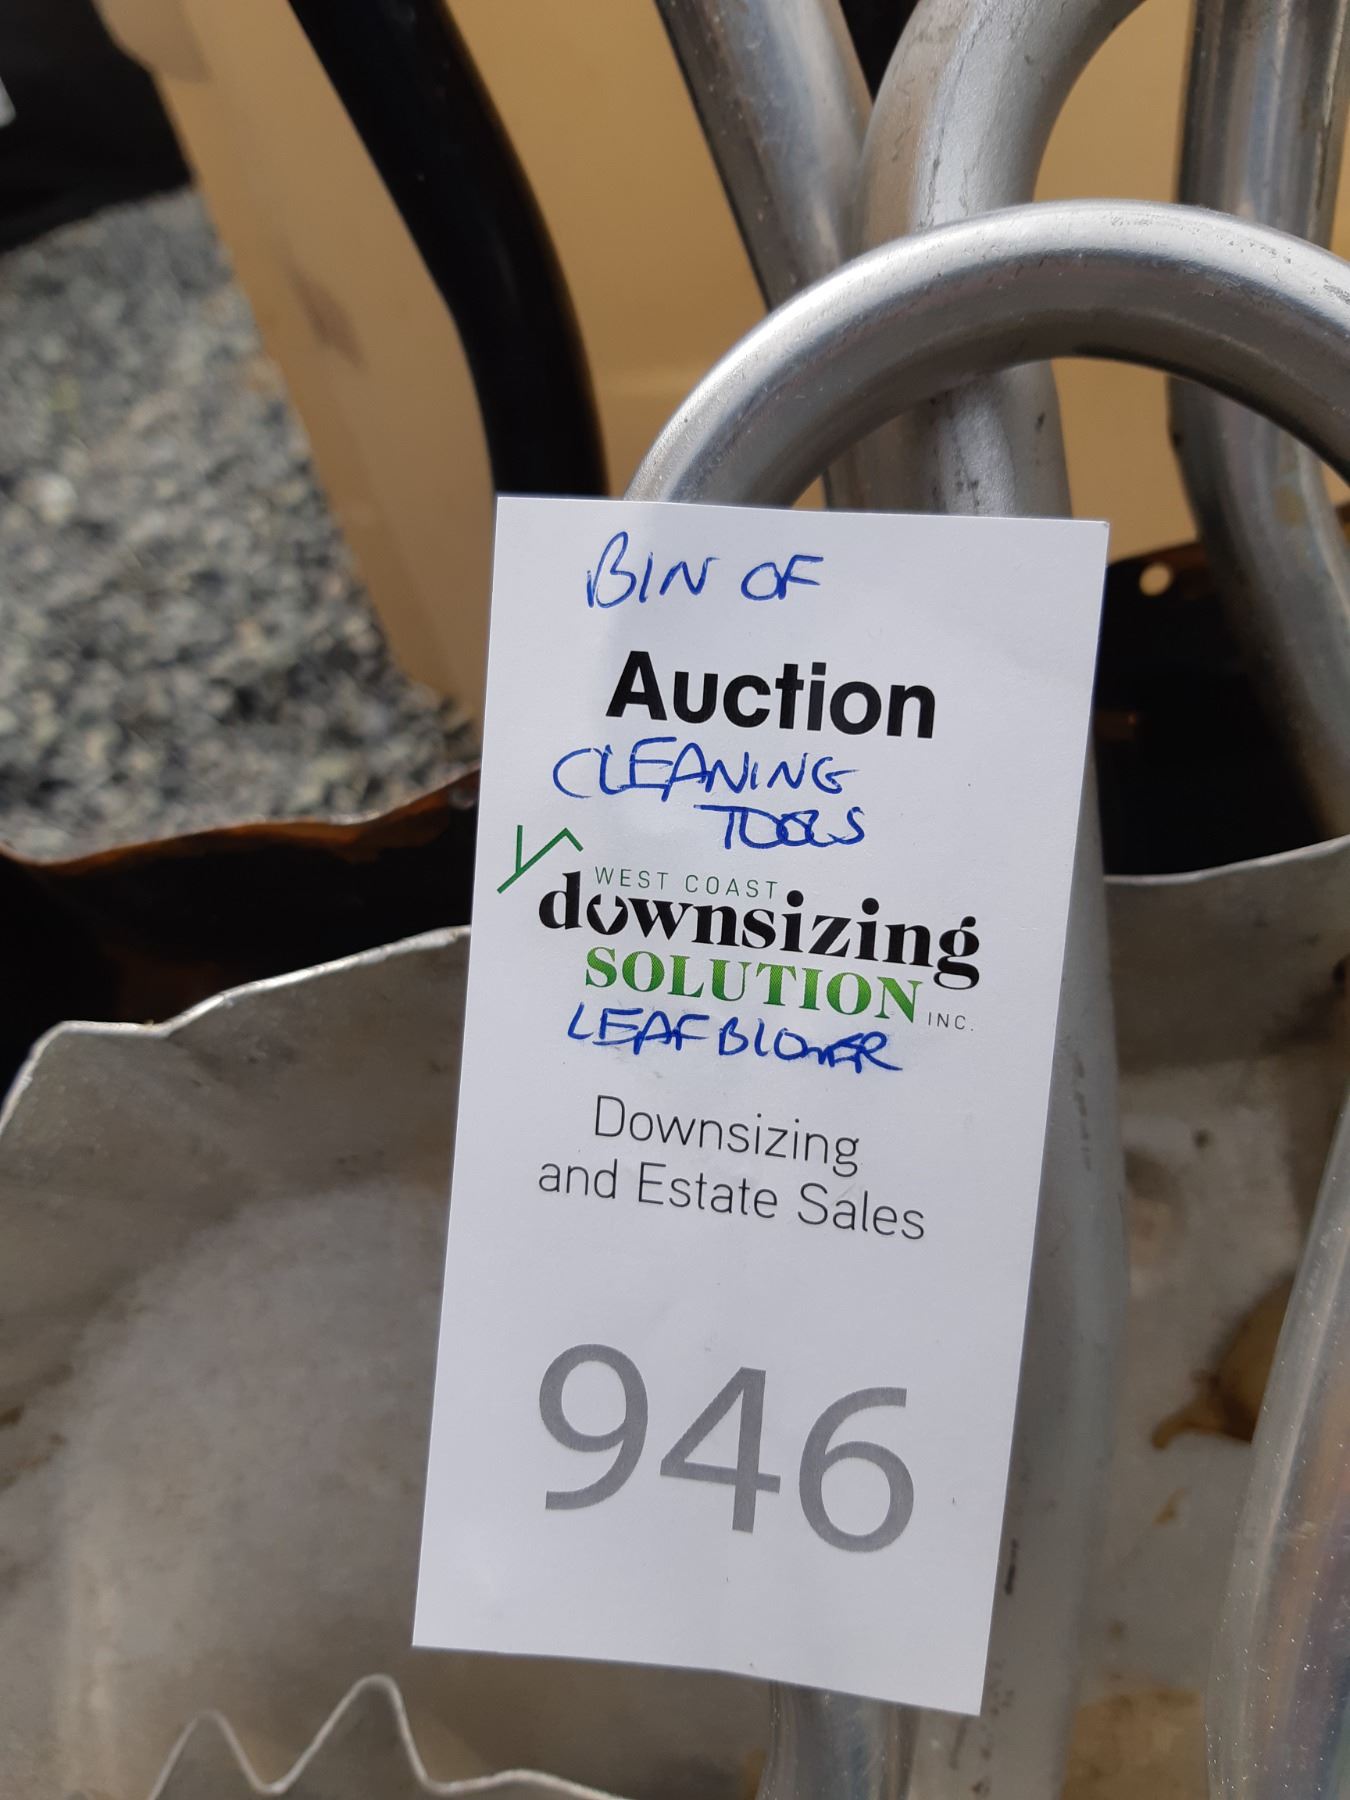 BIN OF
Auction
CLEANING
TOOLS
WEST COAST
downsizing
SOLUTION INC.
LEAF BLOWER
Downsizing
and Estate Sales
946